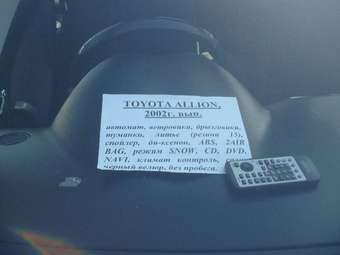 TOYOTA ALLION,
2002г. вып.
автомат, ветровики, брызговики,
туманки, литье (резина 15),
спойлер, би-ксенон, ABS, 2AIR
BAG, режим SNOW, CD, DVD,
NAVI, климат контроль,
черный велюр, без пробега.